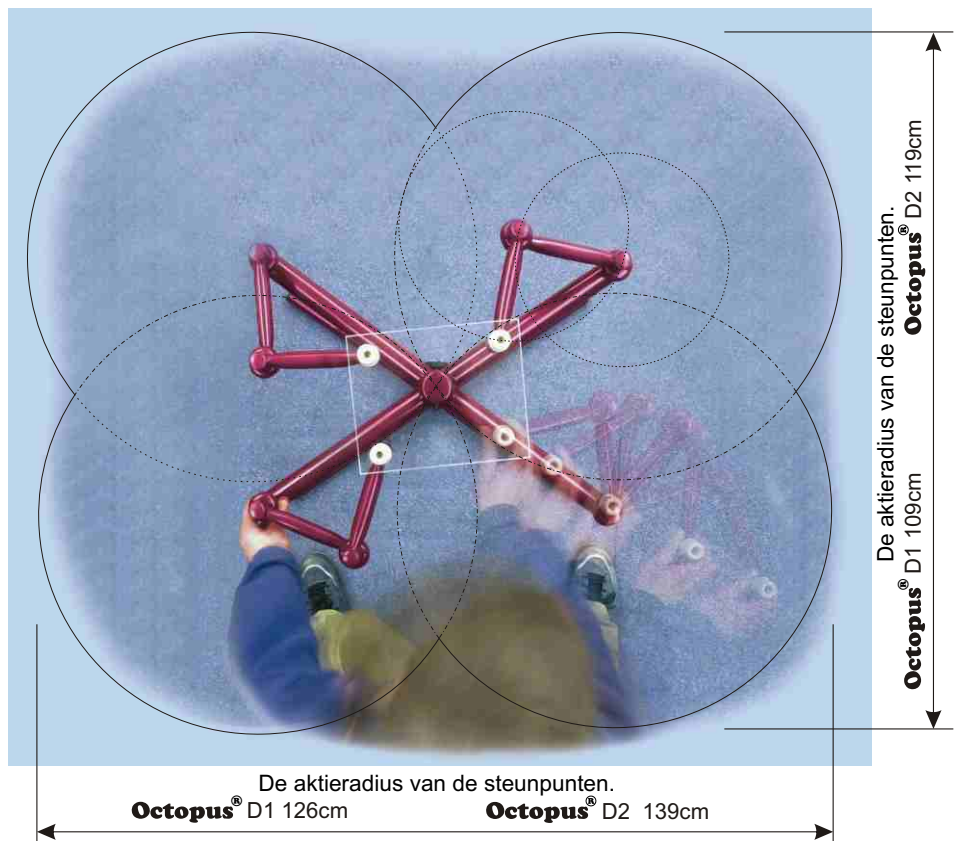 De aktieradius van de steunpunten.
Octopus® D1 109cm Octopus® D2 119cm
De aktieradius van de steunpunten.
Octopus® D1 126cm Octopus® D2 139cm